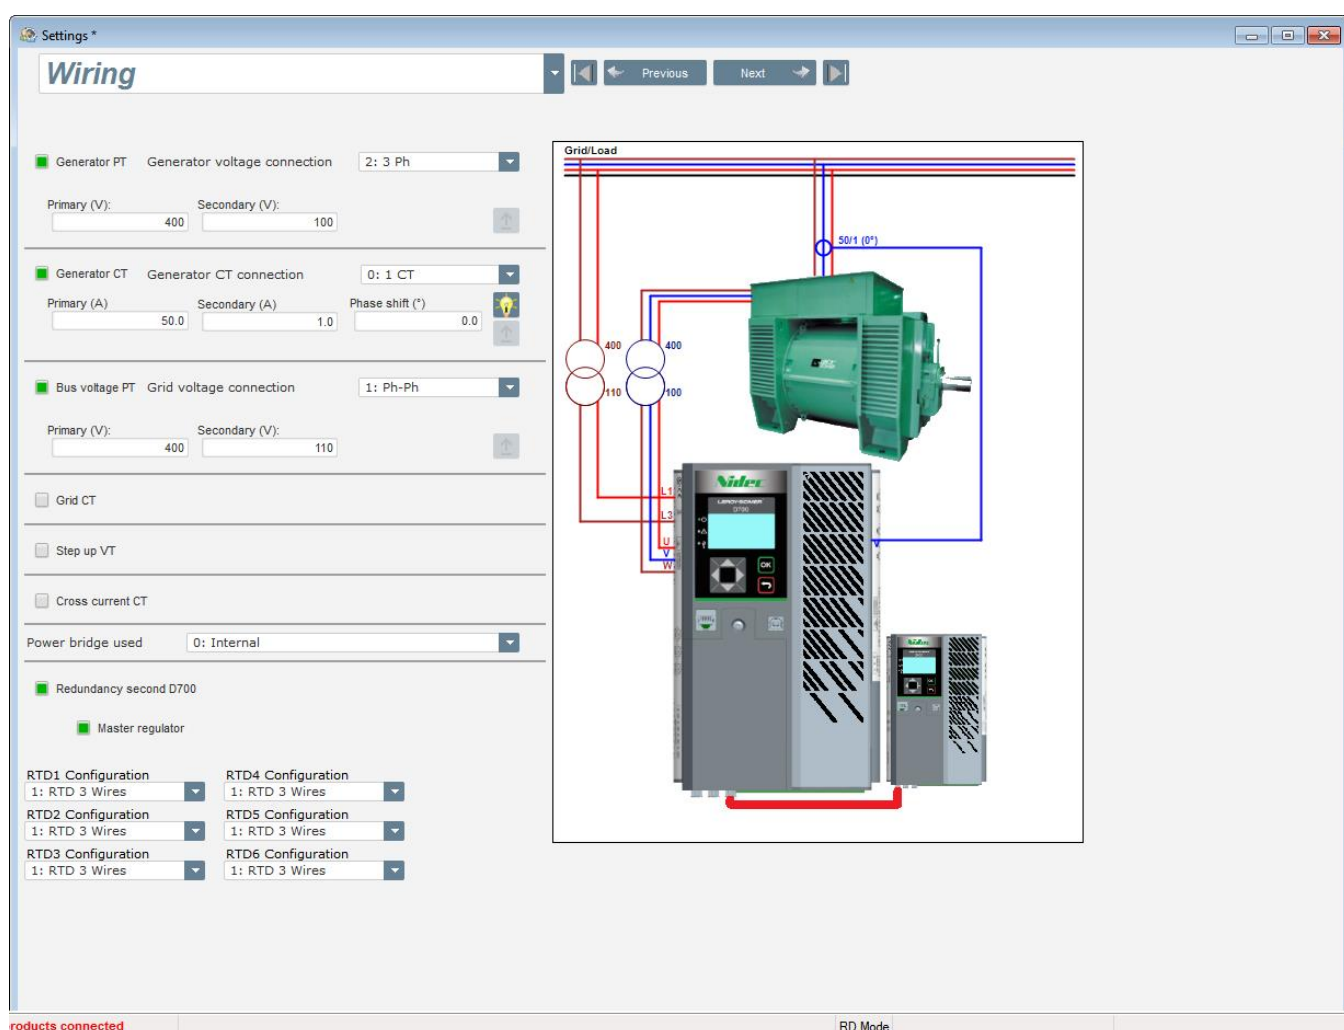 Settings *
Wiring
Previous Next
Generator PT Generator voltage connection 2: 3 Ph
Primary (V): Secondary (V):
400 100
Generator CT Generator CT connection 0: 1 CT
Primary (A) Secondary (A) Phase shift (°)
50.0 1.0 0.0
Bus voltage PT Grid voltage connection 1: Ph-Ph
Primary (V): Secondary (V):
400 110
Grid CT
Step up VT
Cross current CT
Power bridge used 0: Internal
Redundancy second D700
Master regulator
RTD1 Configuration RTD4 Configuration
1: RTD 3 Wires 1: RTD 3 Wires
RTD2 Configuration RTD5 Configuration
1: RTD 3 Wires 1: RTD 3 Wires
RTD3 Configuration RTD6 Configuration
1: RTD 3 Wires 1: RTD 3 Wires
Grid/Load
50/1 (0°)
400 400
110 100
Nidec
LEROY-SOMER
D700
L1
L3
U
V
W
V
OK
Nidec
roducts connected RD Mode